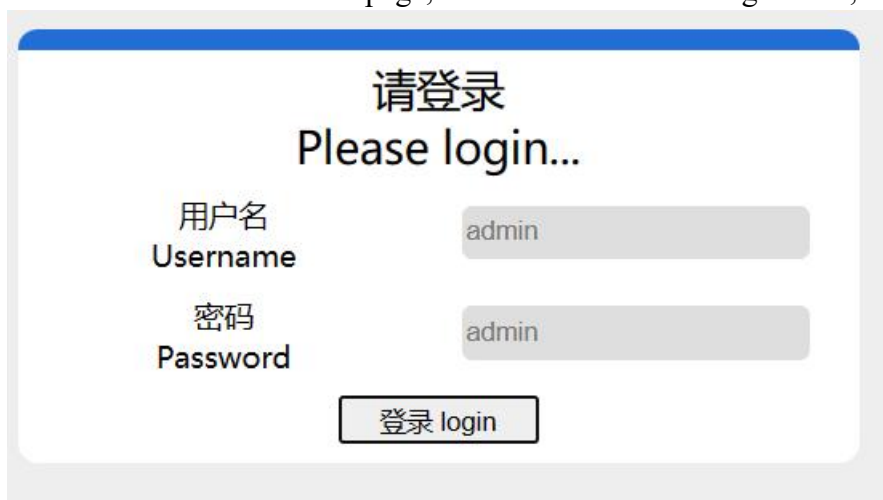 请登录
Please login...
用户名
Username
admin
密码
Password
admin
登录 login